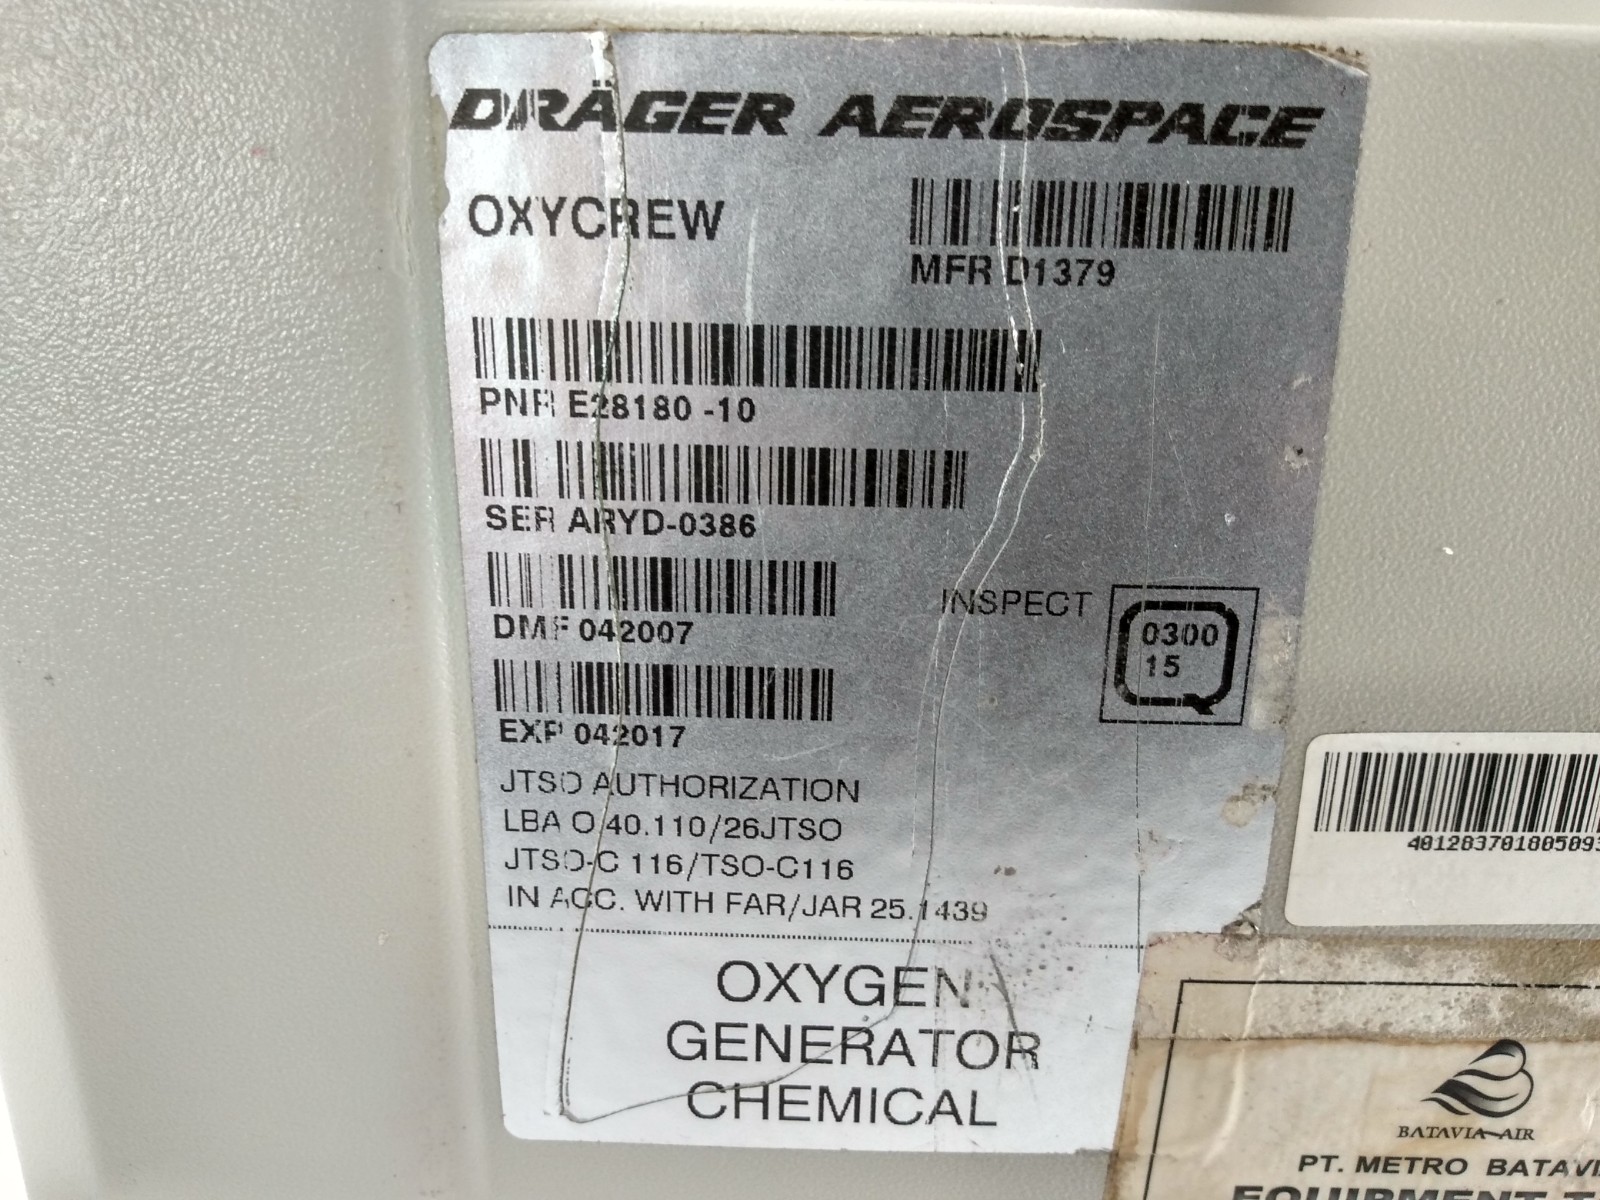 DRÄGER AEROSPACE
OXYCREW
MFR D1379
PNR E28180 -10
SER ARYD-0386
DMF 042007
INSPECT
0300
15
EXP 042017
JTSO AUTHORIZATION
LBA O 40.110/26JTSO
JTSO-C 116/TSO-C116
IN ACC. WITH FAR/JAR 25.1439
OXYGEN
GENERATOR
CHEMICAL
401203701805093
BATAVIA AIR
PT. METRO BATAVI
EQUIPMENT